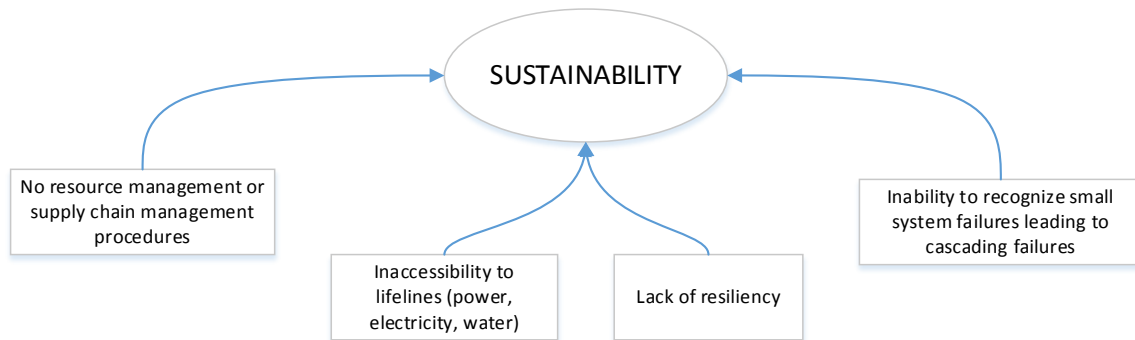 SUSTAINABILITY
No resource management or
supply chain management
procedures
Inaccessibility to
lifelines (power,
electricity, water)
Lack of resiliency
Inability to recognize small
system failures leading to
cascading failures